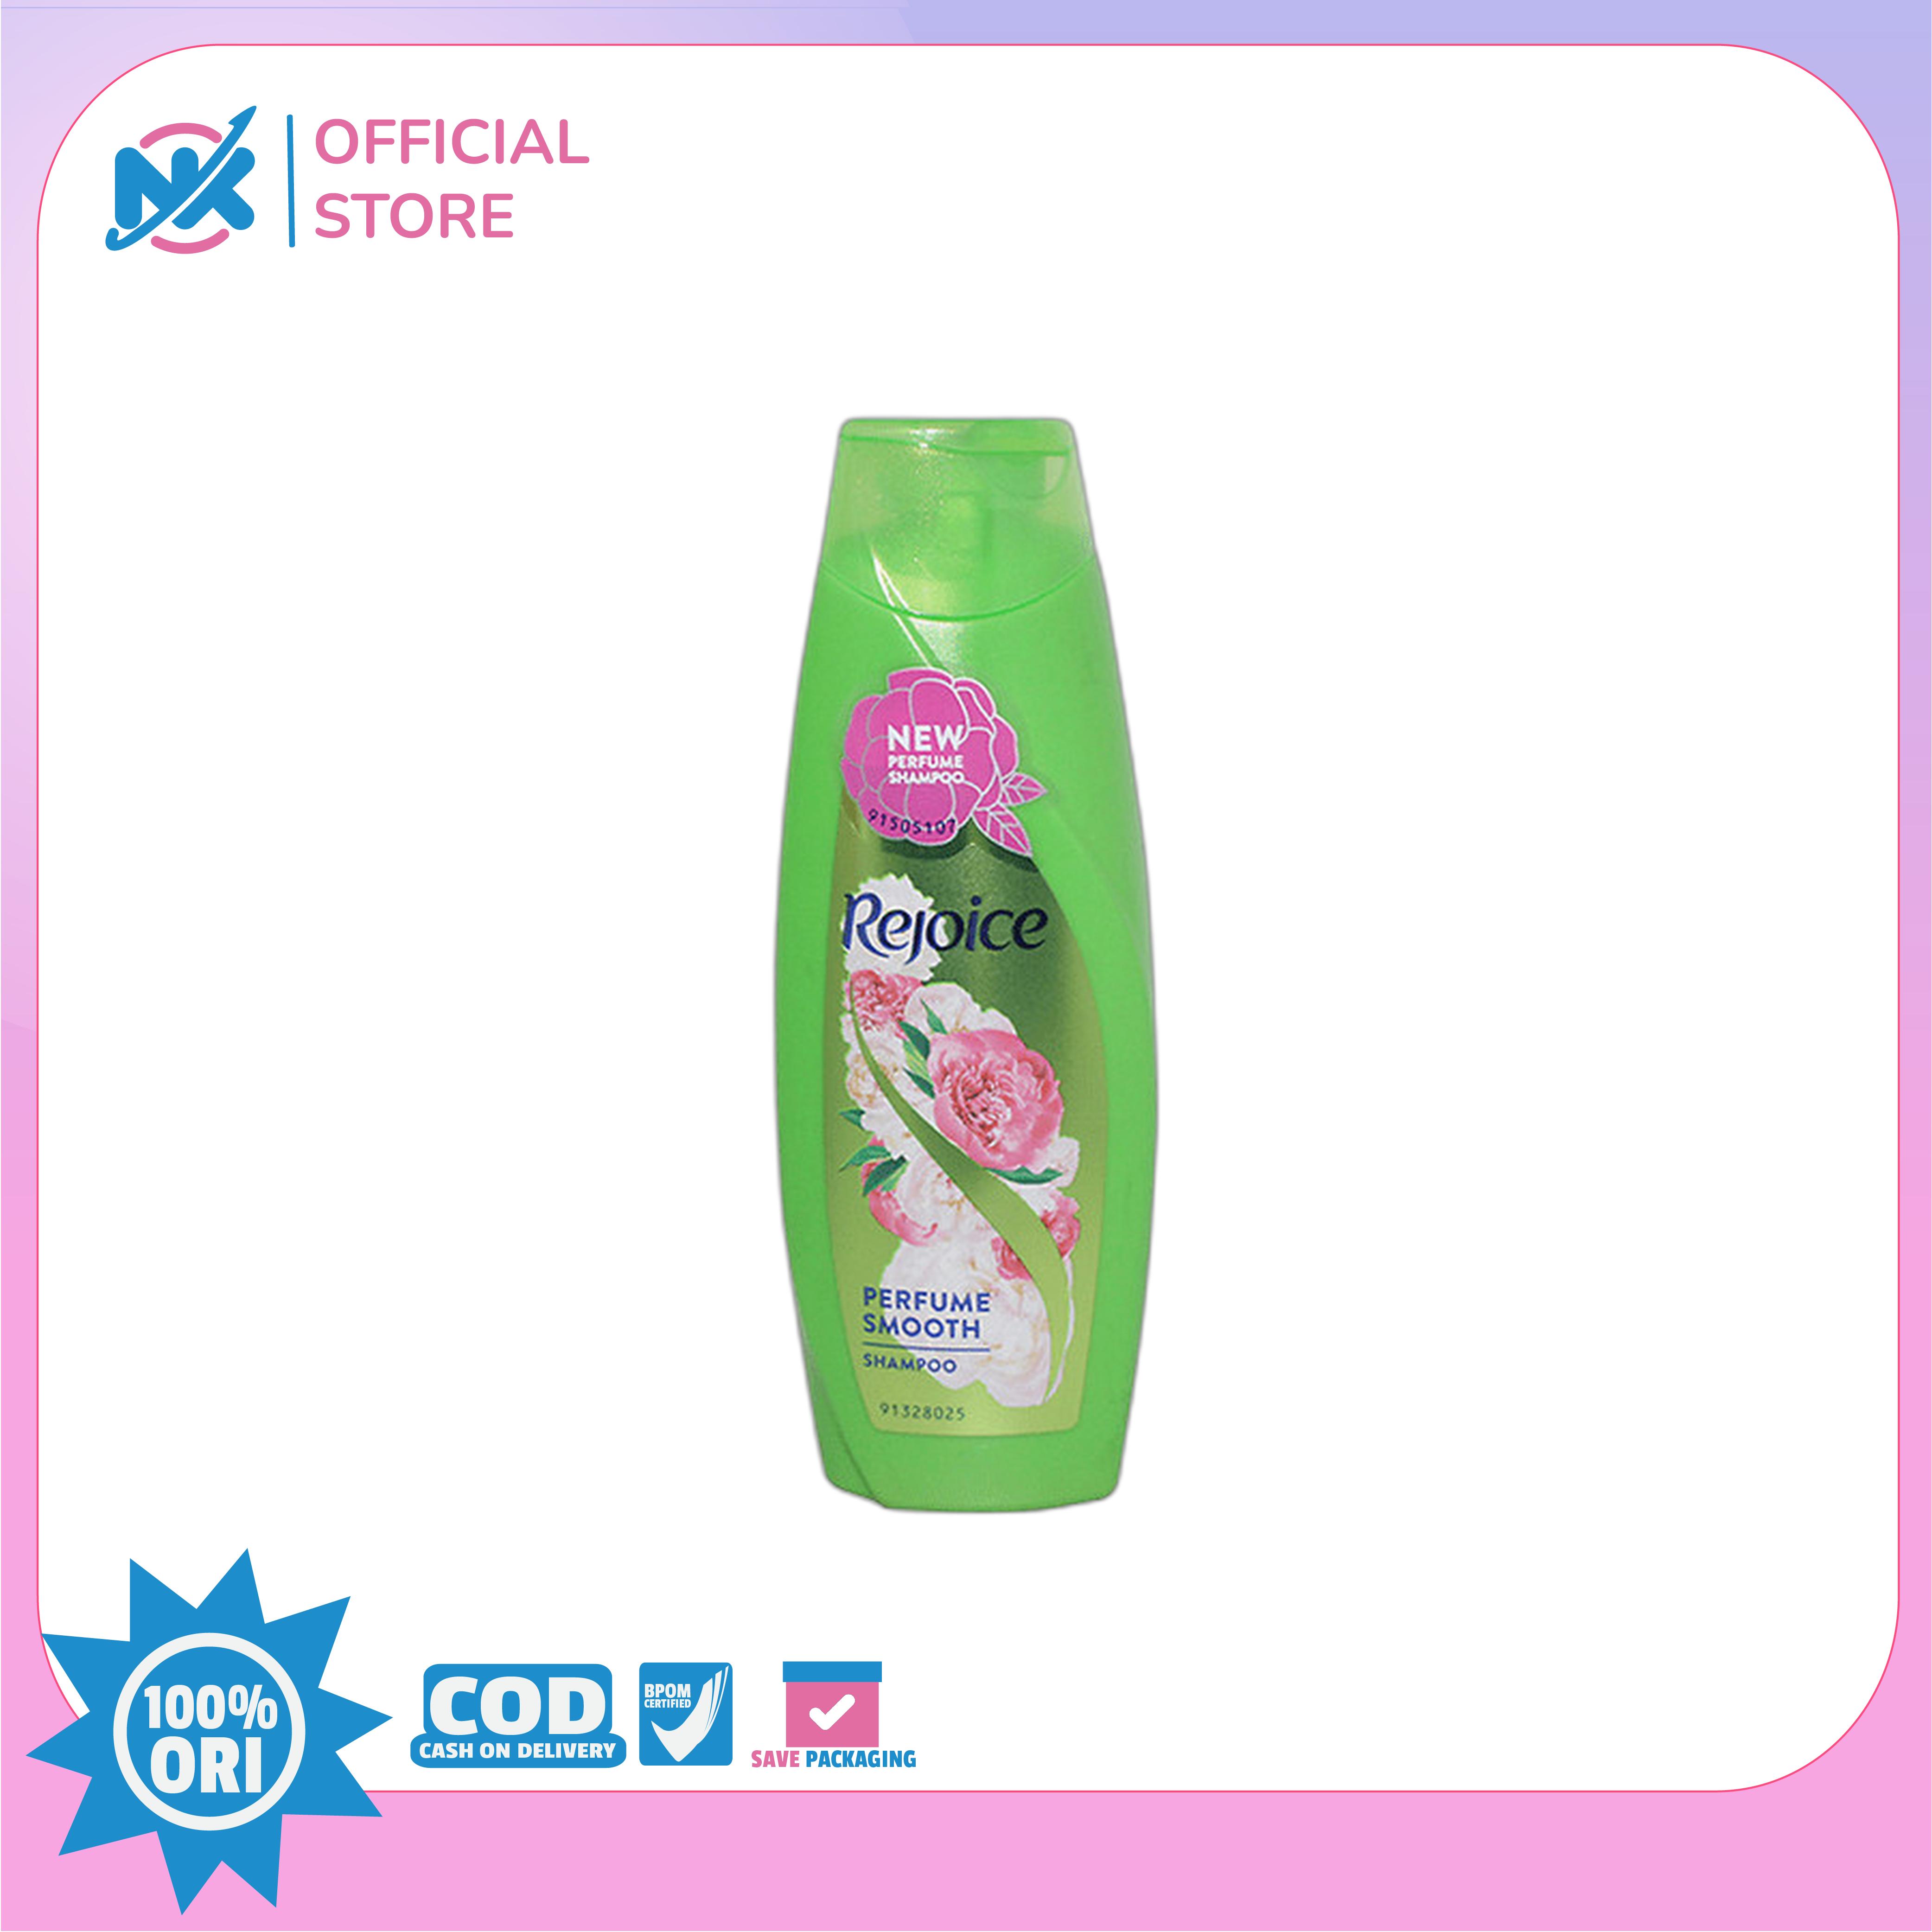 NK
OFFICIAL
STORE
NEW
PERFUME
SHAMPOO
91505107
Rejoice
PERFUME
SMOOTH
SHAMPOO
91328025
100%
ORI
COD
CASH ON DELIVERY
BPOM
CERTIFIED
SAVE PACKAGING